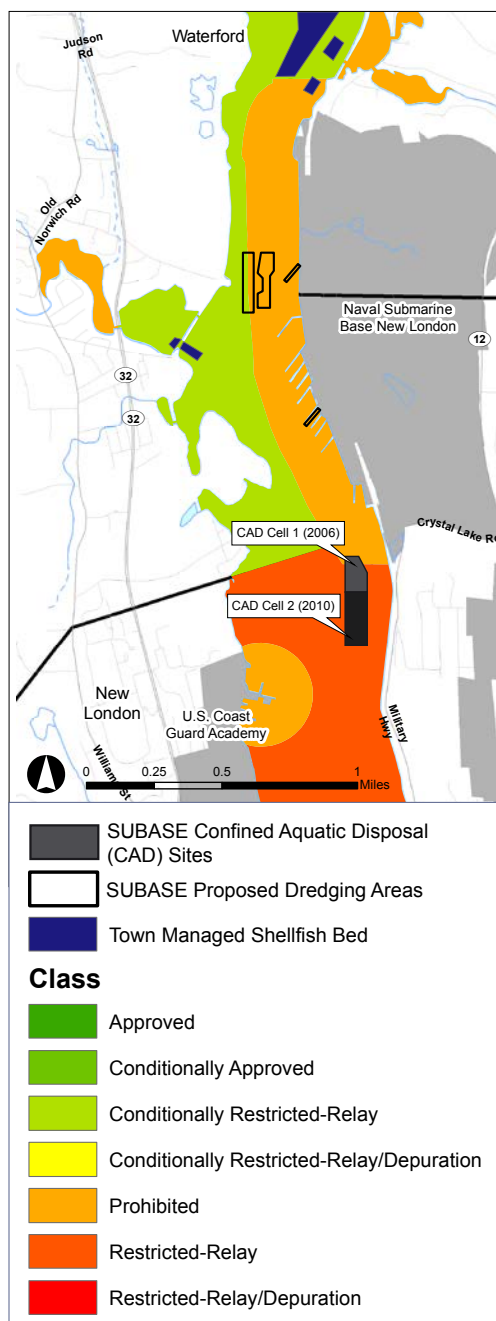 Judson
Rd
Waterford
Old
Norwich Rd
Naval Submarine
Base New London
12
32
32
Crystal Lake Rd
CAD Cell 1 (2006)
CAD Cell 2 (2010)
New
London
U.S. Coast
Guard Academy
Military
Hwy
Williams St
0 0.25 0.5 1
Miles
SUBASE Confined Aquatic Disposal
(CAD) Sites
SUBASE Proposed Dredging Areas
Town Managed Shellfish Bed
Class
Approved
Conditionally Approved
Conditionally Restricted-Relay
Conditionally Restricted-Relay/Depuration
Prohibited
Restricted-Relay
Restricted-Relay/Depuration